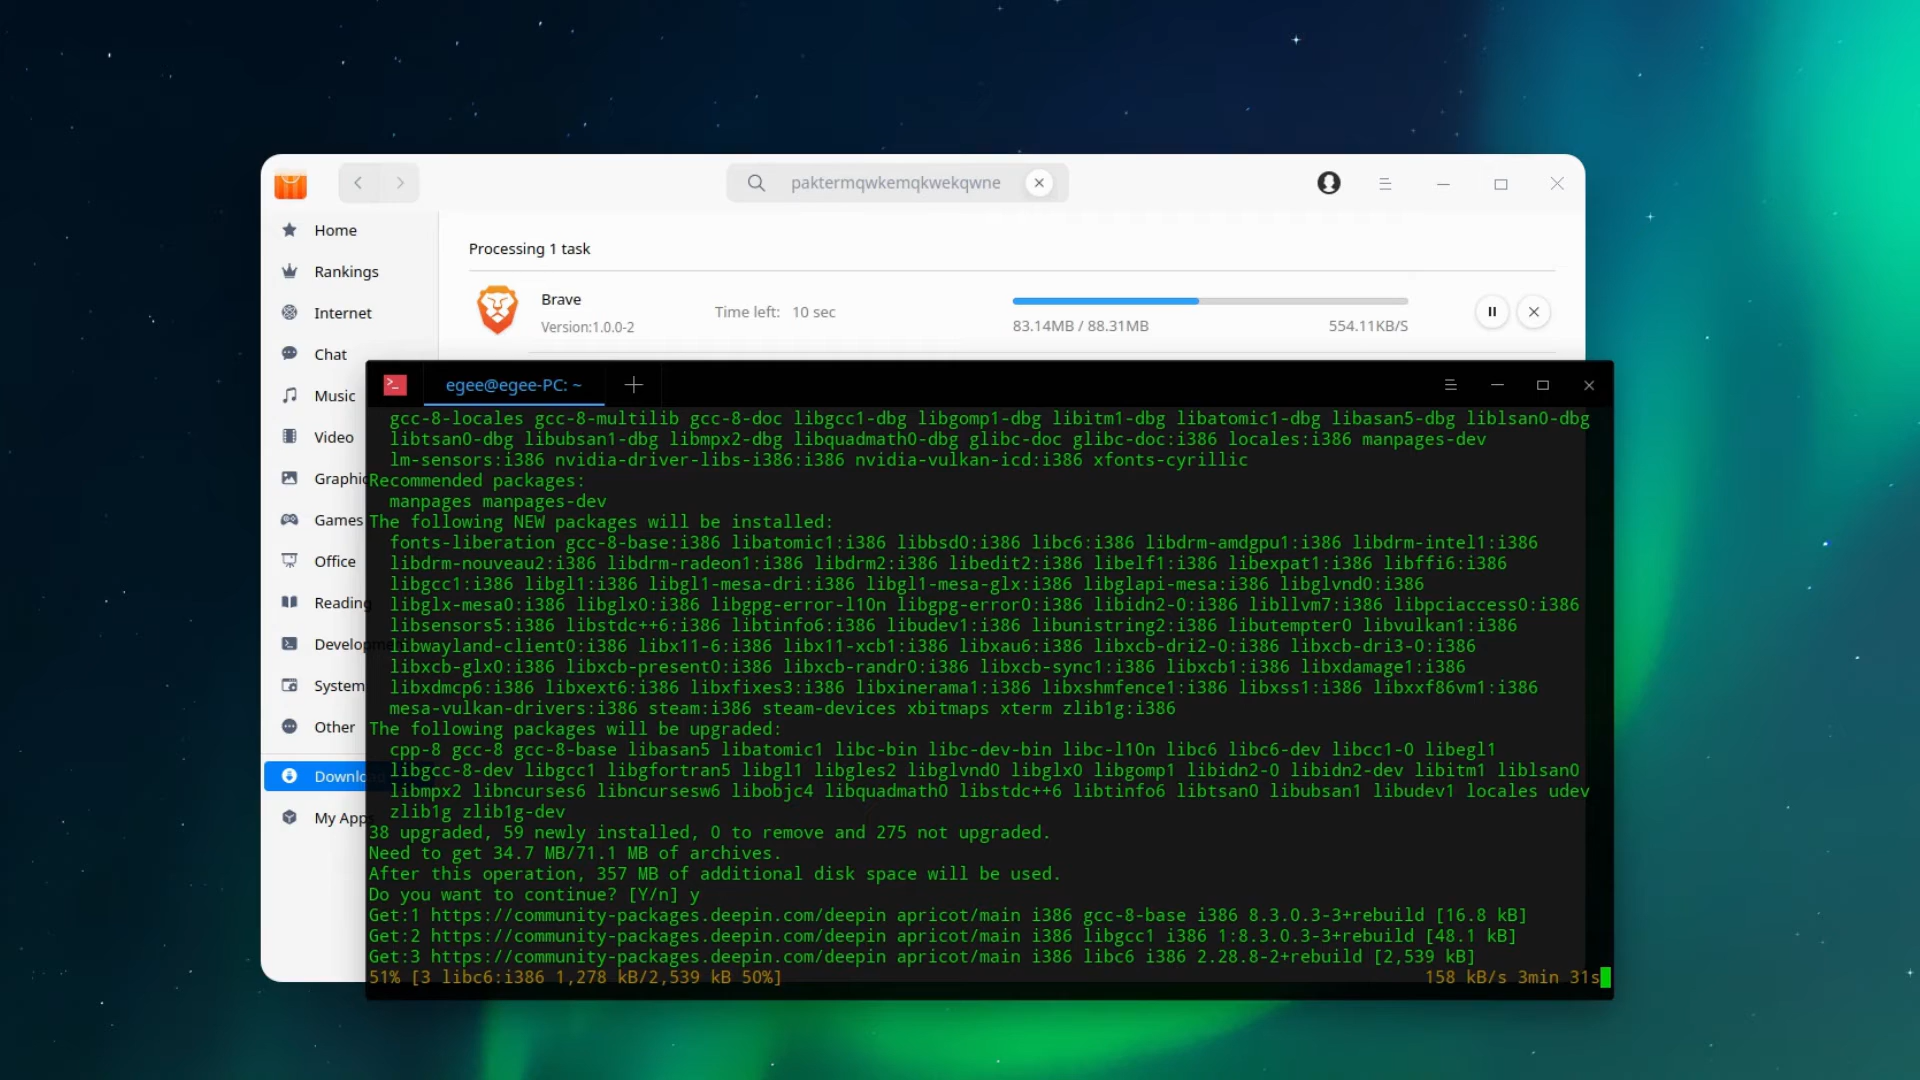 paktermqwkemqkwekqwne
Home
Rankings
Internet
Chat
Music
Video
Graphic
Games
Office
Reading
Develop
System
Other
Downlo
My Apps
Processing 1 task
Brave
Version:1.0.0-2
Time left: 10 sec
83.14MB / 88.31MB
554.11KB/S
>_
egee@egee-PC: ~
gcc-8-locales gcc-8-multilib gcc-8-doc libgcc1-dbg libgomp1-dbg libitm1-dbg libatomic1-dbg libasan5-dbg liblsan0-dbg
libtsan0-dbg libubsan1-dbg libmpx2-dbg libquadmath0-dbg glibc-doc glibc-doc:i386 locales:i386 manpages-dev
lm-sensors:i386 nvidia-driver-libs-i386:i386 nvidia-vulkan-icd:i386 xfonts-cyrillic
Recommended packages:
manpages manpages-dev
The following NEW packages will be installed:
fonts-liberation gcc-8-base:i386 libatomic1:i386 libbsd0:i386 libc6:i386 libdrm-amdgpu1:i386 libdrm-intel1:i386
libdrm-nouveau2:i386 libdrm-radeon1:i386 libdrm2:i386 libedit2:i386 libelf1:i386 libexpat1:i386 libffi6:i386
libgcc1:i386 libgl1:i386 libgl1-mesa-dri:i386 libgl1-mesa-glx:i386 libglapi-mesa:i386 libglvnd0:i386
libglx-mesa0:i386 libglx0:i386 libgpg-error-l10n libgpg-error0:i386 libidn2-0:i386 libllvm7:i386 libpciaccess0:i386
libsensors5:i386 libstdc++6:i386 libtinfo6:i386 libudev1:i386 libunistring2:i386 libutempter0 libvulkan1:i386
libwayland-client0:i386 libx11-6:i386 libx11-xcb1:i386 libxau6:i386 libxcb-dri2-0:i386 libxcb-dri3-0:i386
libxcb-glx0:i386 libxcb-present0:i386 libxcb-randr0:i386 libxcb-sync1:i386 libxcb1:i386 libxdamage1:i386
libxdmcp6:i386 libxext6:i386 libxfixes3:i386 libxinerama1:i386 libxshmfence1:i386 libxss1:i386 libxxf86vm1:i386
mesa-vulkan-drivers:i386 steam:i386 steam-devices xbitmaps xterm zlib1g:i386
The following packages will be upgraded:
cpp-8 gcc-8 gcc-8-base libasan5 libatomic1 libc-bin libc-dev-bin libc-l10n libc6 libc6-dev libcc1-0 libegl1
libgcc-8-dev libgcc1 libgfortran5 libgl1 libgles2 libglvnd0 libglx0 libgomp1 libidn2-0 libidn2-dev libitm1 liblsan0
libmpx2 libncurses6 libncursesw6 libobjc4 libquadmath0 libstdc++6 libtinfo6 libtsan0 libubsan1 libudev1 locales udev
zlib1g zlib1g-dev
38 upgraded, 59 newly installed, 0 to remove and 275 not upgraded.
Need to get 34.7 MB/71.1 MB of archives.
After this operation, 357 MB of additional disk space will be used.
Do you want to continue? [Y/n] y
Get:1 https://community-packages.deepin.com/deepin apricot/main i386 gcc-8-base i386 8.3.0.3-3+rebuild [16.8 kB]
Get:2 https://community-packages.deepin.com/deepin apricot/main i386 libgcc1 i386 1:8.3.0.3-3+rebuild [48.1 kB]
Get:3 https://community-packages.deepin.com/deepin apricot/main i386 libc6 i386 2.28.8-2+rebuild [2,539 kB]
51% [3 libc6:i386 1,278 kB/2,539 kB 50%] 158 kB/s 3min 31s